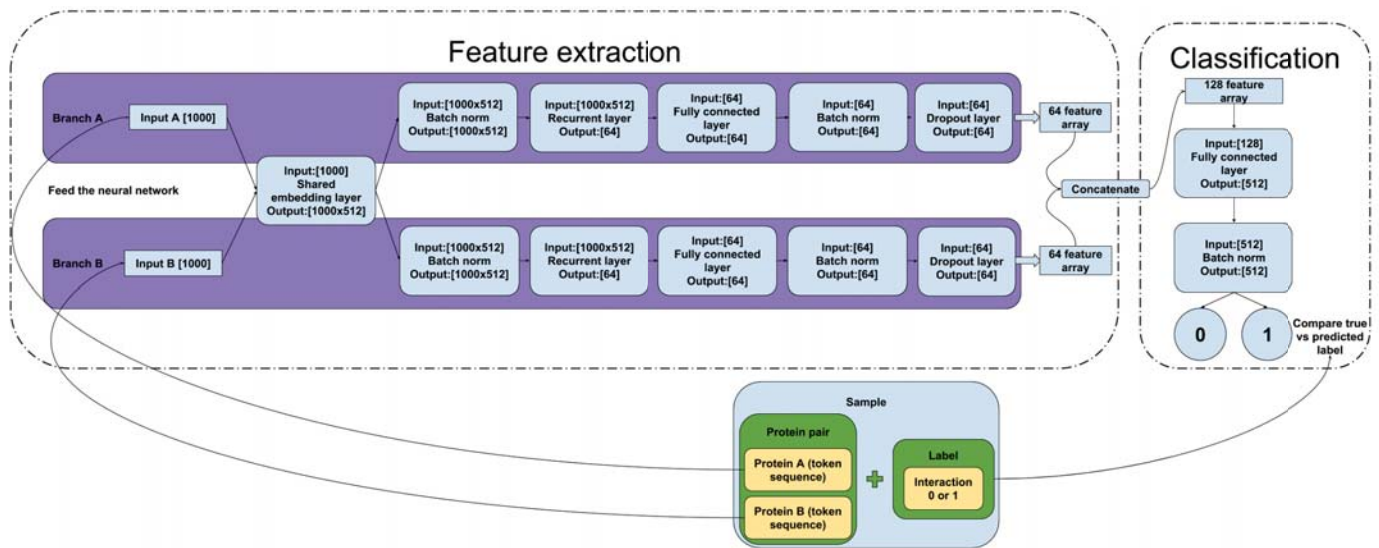 Feature extraction
Branch A
Input A [1000]
Input:[1000x512]
Batch norm
Output:[1000x512]
Input:[1000x512]
Recurrent layer
Output:[64]
Input:[64]
Fully connected
layer
Output:[64]
Input:[64]
Batch norm
Output:[64]
Input:[64]
Dropout layer
Output:[64]
64 feature
array
Feed the neural network
Input:[1000]
Shared
embedding layer
Output:[1000x512]
Concatenate
Branch B
Input B [1000]
Input:[1000x512]
Batch norm
Output:[1000x512]
Input:[1000x512]
Recurrent layer
Output:[64]
Input:[64]
Fully connected
layer
Output:[64]
Input:[64]
Batch norm
Output:[64]
Input:[64]
Dropout layer
Output:[64]
64 feature
array
Classification
128 feature
array
Input:[128]
Fully connected
layer
Output:[512]
Input:[512]
Batch norm
Output:[512]
0
1
Compare true
vs predicted
label
Sample
Protein pair
Protein A (token
sequence)
Protein B (token
sequence)
Label
Interaction
0 or 1